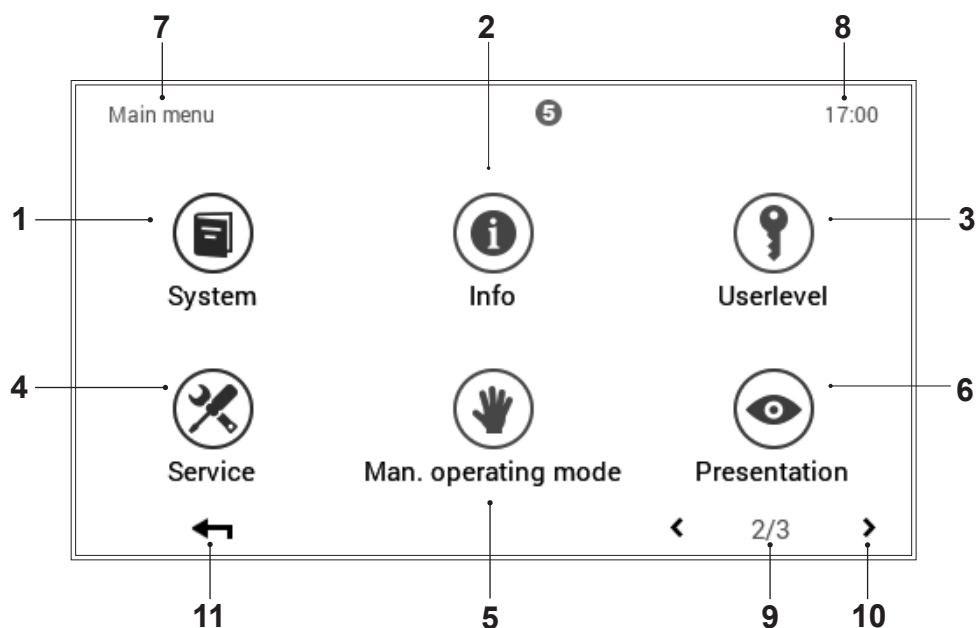 7 2 8
Main menu 5 17:00
1 3
System Info Userlevel
4 6
Service Man. operating mode Presentation
< 2/3 >
11 5 9 10